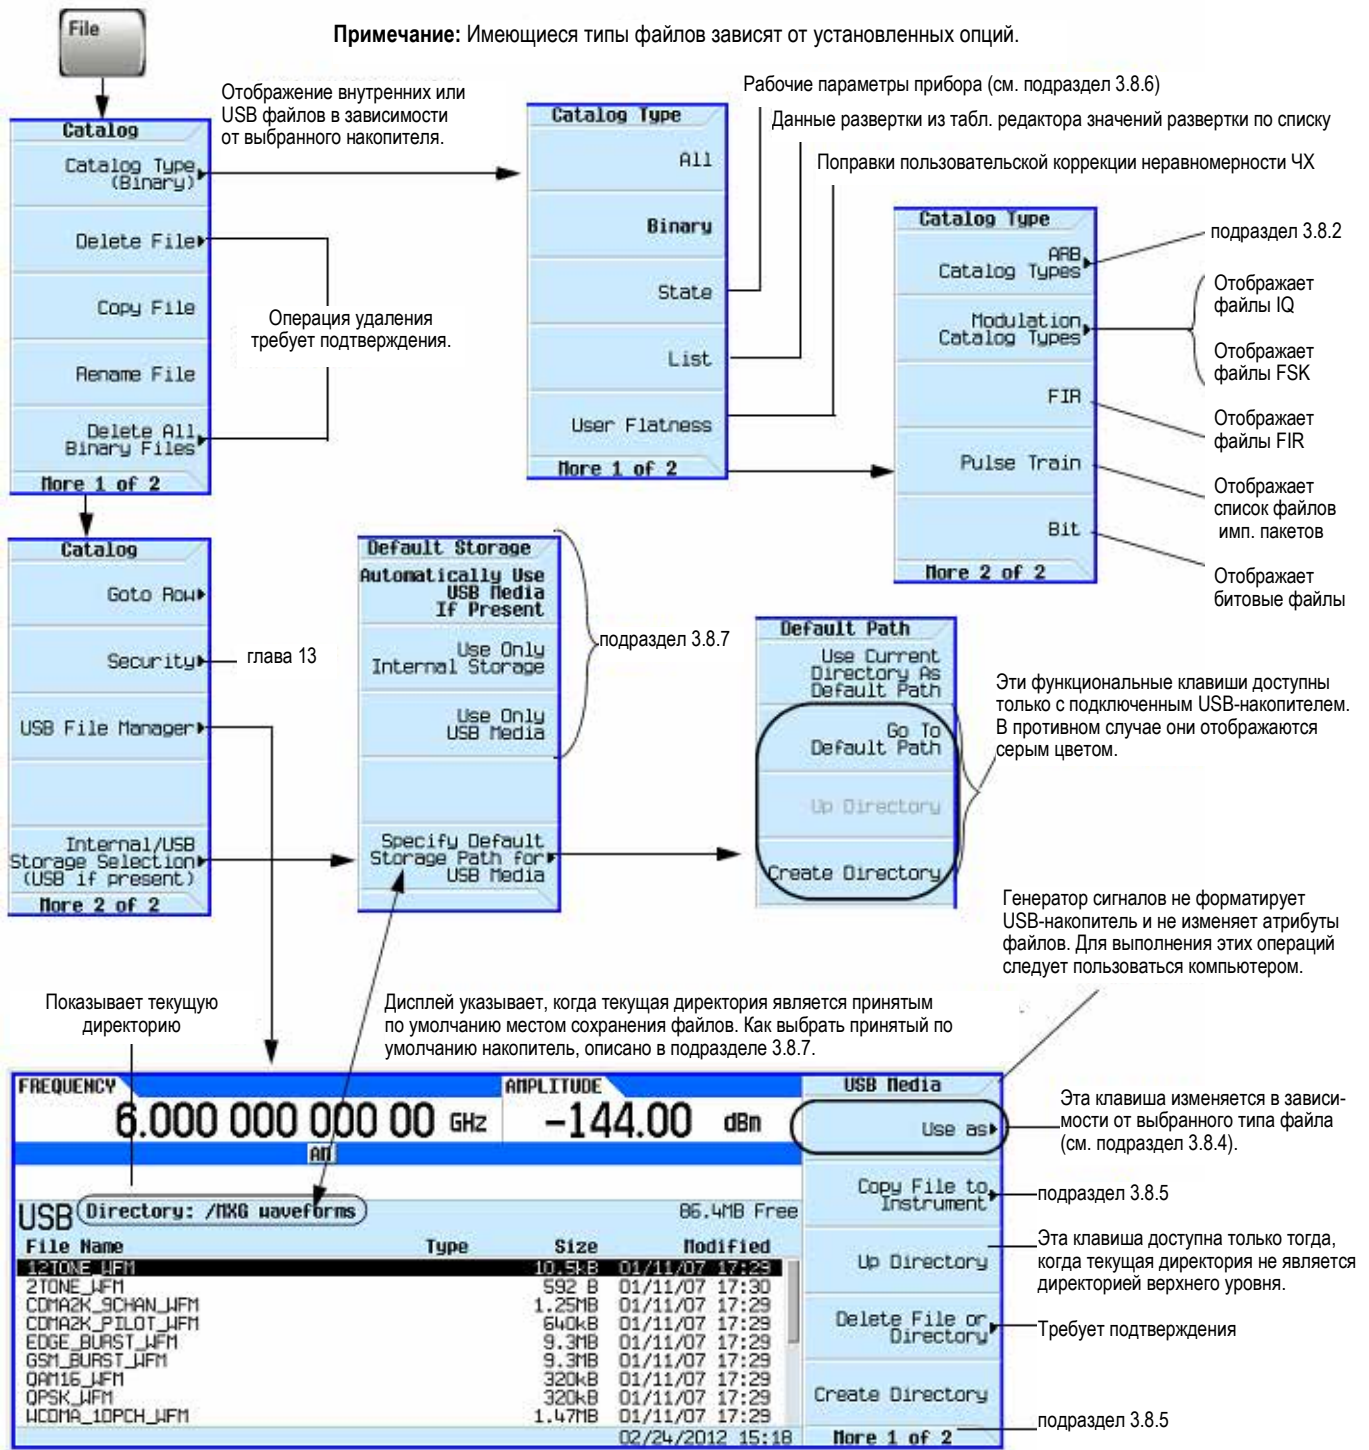 File
Примечание: Имеющиеся типы файлов зависят от установленных опций.
Отображение внутренних или
USB файлов в зависимости
от выбранного накопителя.
Рабочие параметры прибора (см. подраздел 3.8.6)
Данные развертки из табл. редактора значений развертки по списку
Поправки пользовательской коррекции неравномерности ЧХ
Catalog
Catalog Type
(Binary)
Delete File
Copy File
Rename File
Delete All
Binary Files
More 1 of 2
Операция удаления
требует подтверждения.
Catalog Type
All
Binary
State
List
User Flatness
More 1 of 2
Catalog Type
ARB
Catalog Types
Modulation
Catalog Types
FIR
Pulse Train
Bit
More 2 of 2
подраздел 3.8.2
Отображает
файлы IQ
Отображает
файлы FSK
Отображает
файлы FIR
Отображает
список файлов
имп. пакетов
Отображает
битовые файлы
Catalog
Goto Row
Security
USB File Manager
Internal/USB
Storage Selection
(USB if present)
More 2 of 2
глава 13
Default Storage
Automatically Use
USB Media
If Present
Use Only
Internal Storage
Use Only
USB Media
Specify Default
Storage Path for
USB Media
подраздел 3.8.7
Default Path
Use Current
Directory As
Default Path
Go To
Default Path
Up Directory
Create Directory
Эти функциональные клавиши доступны
только с подключенным USB-накопителем.
В противном случае они отображаются
серым цветом.
Генератор сигналов не форматирует
USB-накопитель и не изменяет атрибуты
файлов. Для выполнения этих операций
следует пользоваться компьютером.
Показывает текущую
директорию
Дисплей указывает, когда текущая директория является принятым
по умолчанию местом сохранения файлов. Как выбрать принятый по
умолчанию накопитель, описано в подразделе 3.8.7.
FREQUENCY
6.000 000 000 00 GHz
AMPLITUDE
-144.00 dBm
AM
USB Directory: /MXG waveforms 86.4MB Free
File Name Type Size Modified
12TONE_WFM 10.5kB 01/11/07 17:29
2TONE_WFM 592 B 01/11/07 17:30
CDMA2K_9CHAN_WFM 1.25MB 01/11/07 17:29
CDMA2K_PILOT_WFM 640kB 01/11/07 17:29
EDGE_BURST_WFM 9.3MB 01/11/07 17:29
GSM_BURST_WFM 9.3MB 01/11/07 17:29
QAM16_WFM 320kB 01/11/07 17:29
QPSK_WFM 320kB 01/11/07 17:29
WCDMA_1DPCH_WFM 1.47MB 01/11/07 17:29
02/24/2012 15:18
USB Media
Use as
Copy File to
Instrument
Up Directory
Delete File or
Directory
Create Directory
More 1 of 2
Эта клавиша изменяется в зависи-
мости от выбранного типа файла
(см. подраздел 3.8.4).
подраздел 3.8.5
Эта клавиша доступна только тогда,
когда текущая директория не является
директорией верхнего уровня.
Требует подтверждения
подраздел 3.8.5